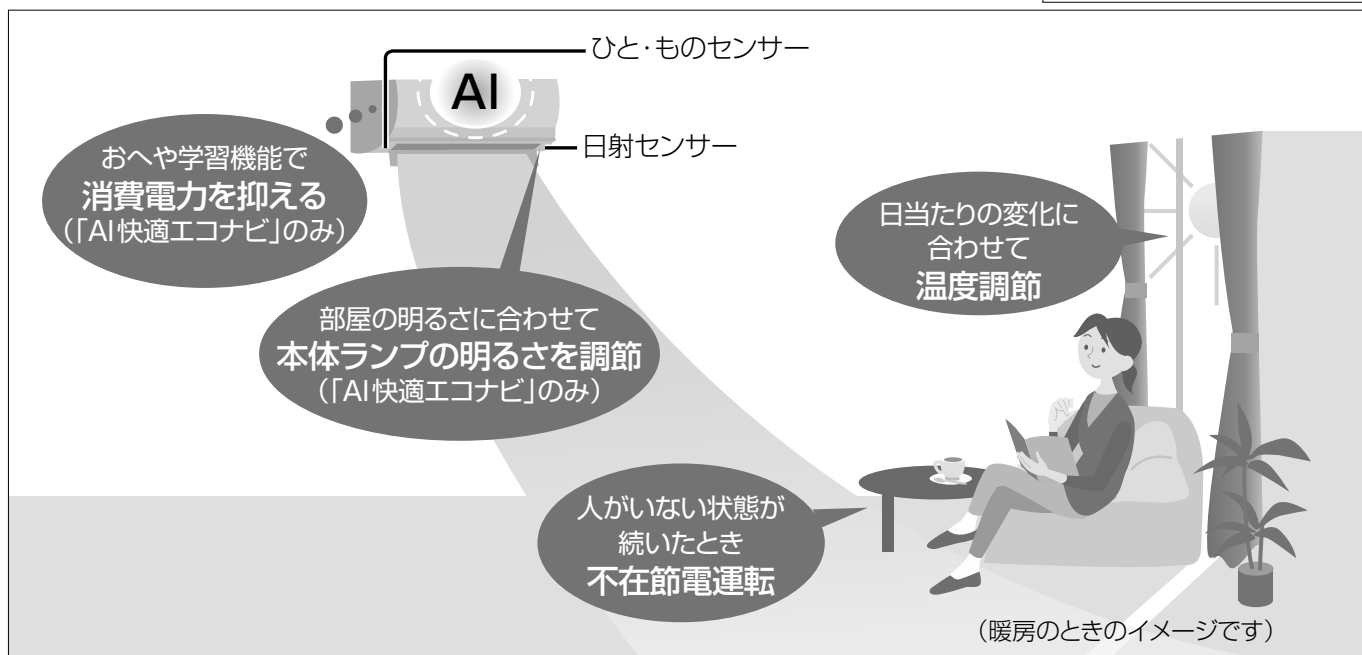 ひと・ものセンサー
AI
日射センサー
おへや学習機能で
消費電力を抑える
（「AI快適エコナビ」のみ）
部屋の明るさに合わせて
本体ランプの明るさを調節
（「AI快適エコナビ」のみ）
日当たりの変化に
合わせて
温度調節
人がいない状態が
続いたとき
不在節電運転
（暖房のときのイメージです）